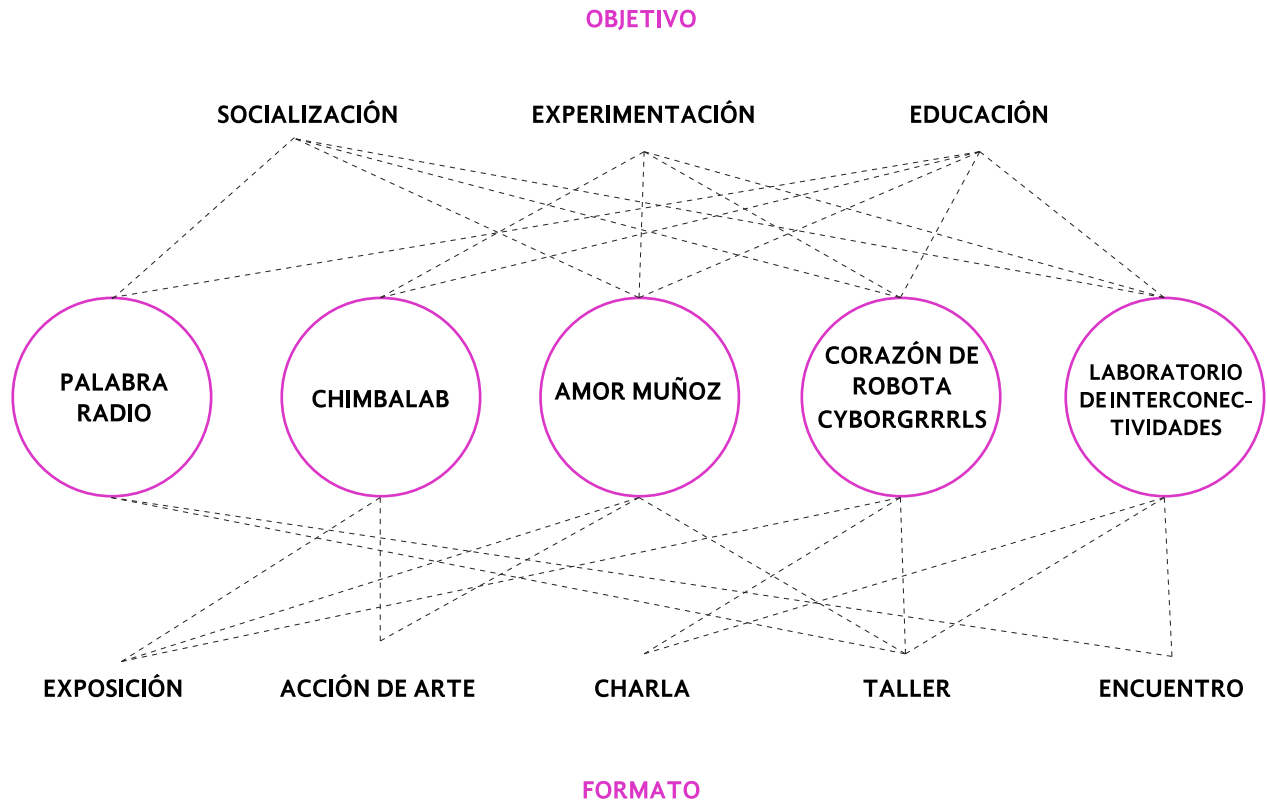 OBJETIVO
SOCIALIZACIÓN
EXPERIMENTACIÓN
EDUCACIÓN
PALABRA
RADIO
CHIMBALAB
AMOR MUÑOZ
CORAZÓN DE
ROBOTA
CYBORGRRRLS
LABORATORIO
DE INTERCONEC-
TIVIDADES
EXPOSICIÓN
ACCIÓN DE ARTE
CHARLA
TALLER
ENCUENTRO
FORMATO